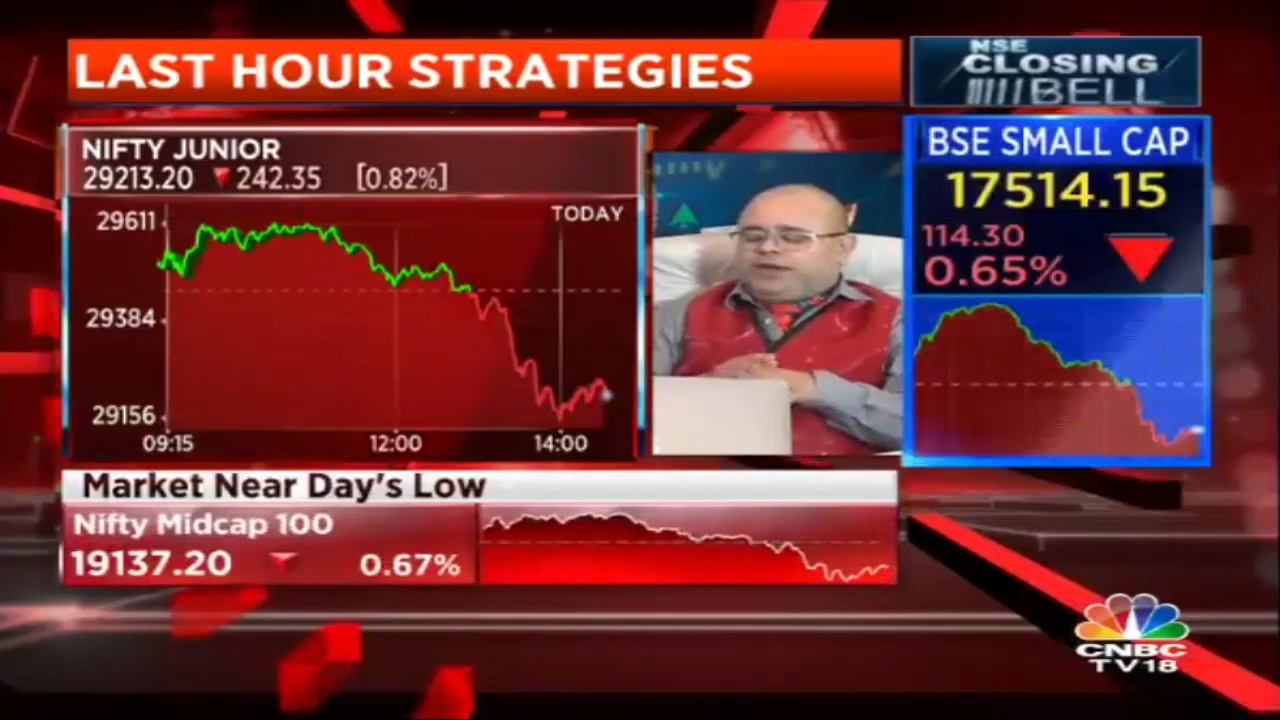 LAST HOUR STRATEGIES
NSE
CLOSING
BELL
NIFTY JUNIOR
29213.20 ▼242.35 [0.82%]
TODAY
29611
29384
29156
09:15 12:00 14:00
BSE SMALL CAP
17514.15
114.30
0.65%
Market Near Day's Low
Nifty Midcap 100
19137.20 ▼ 0.67%
CNBC
TV18